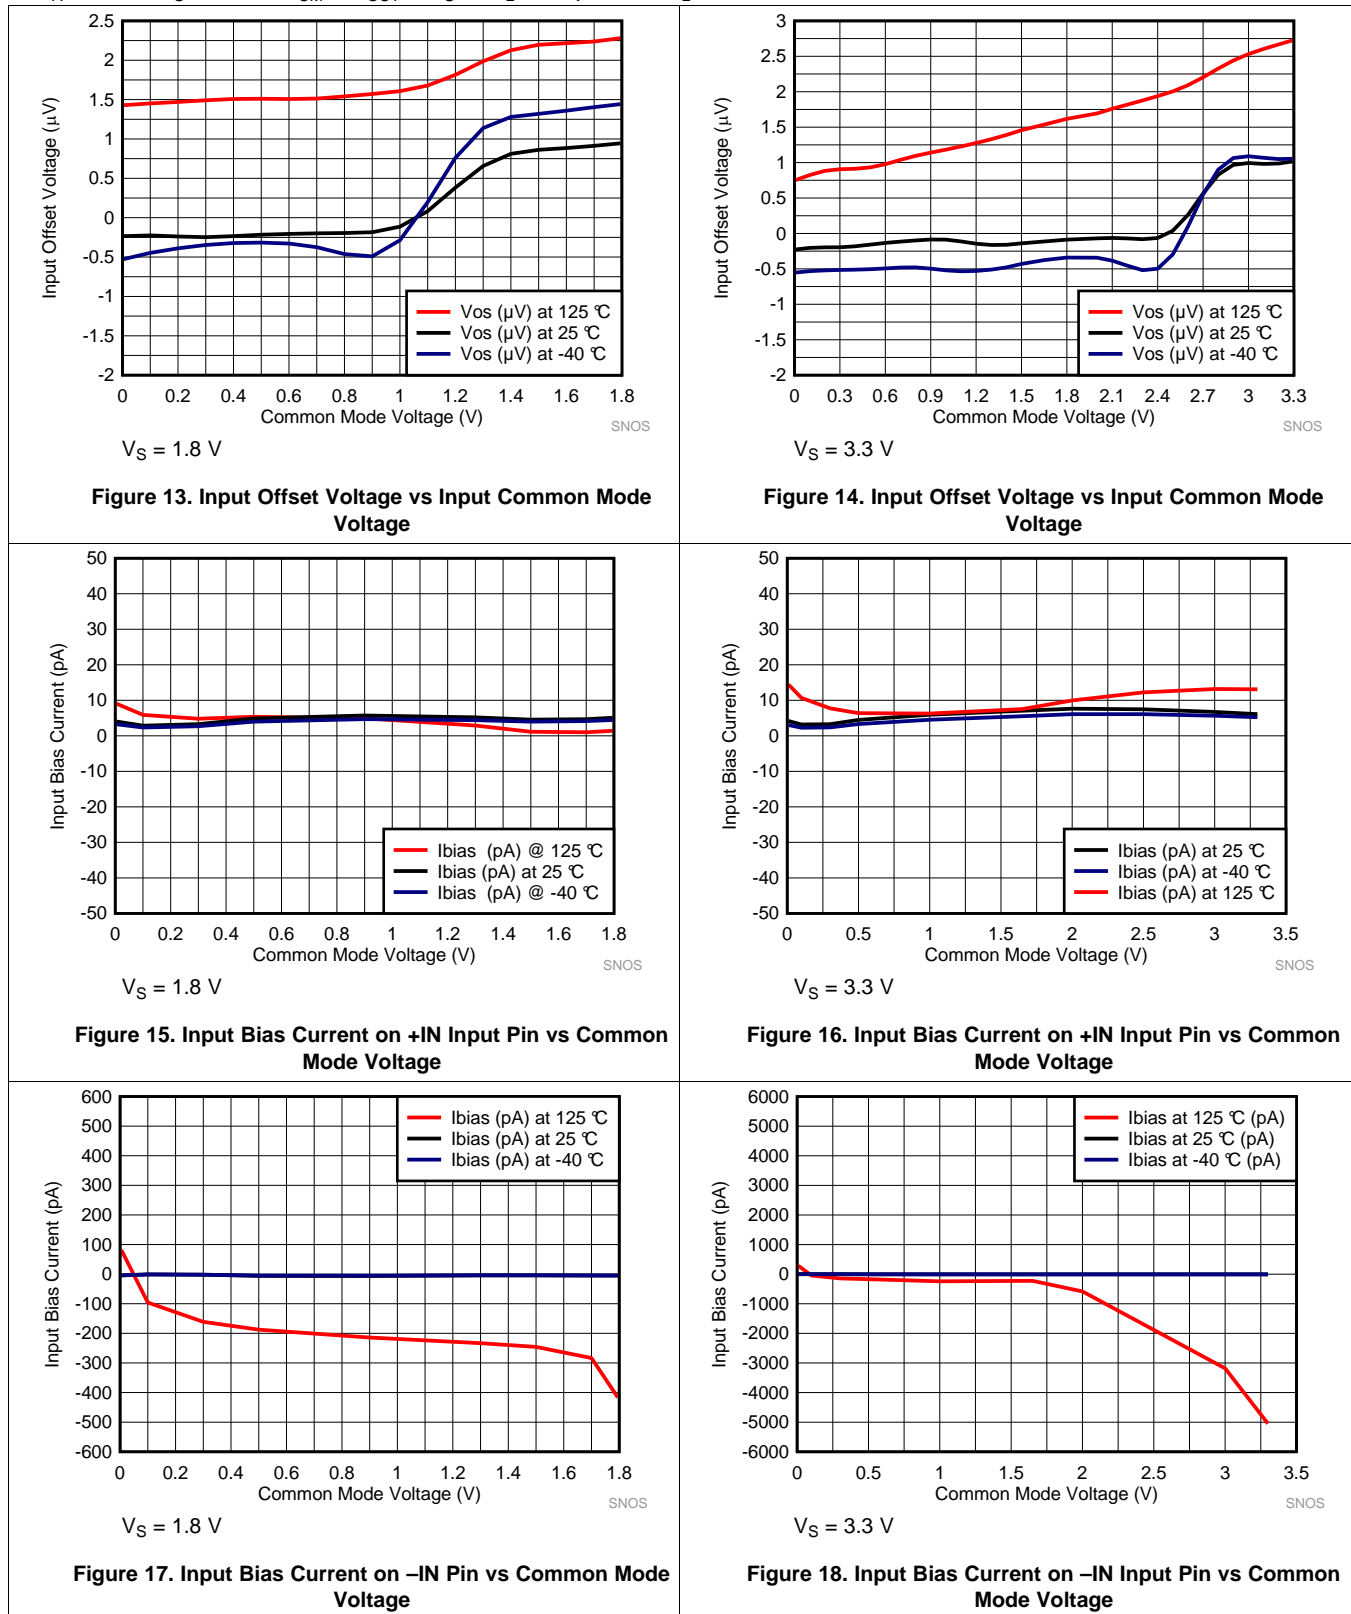 2.5
2
1.5
1
0.5
0
-0.5
-1
-1.5
-2
Input Offset Voltage (μV)
Vos (μV) at 125 °C
Vos (μV) at 25 °C
Vos (μV) at -40 °C
0 0.2 0.4 0.6 0.8 1 1.2 1.4 1.6 1.8
Common Mode Voltage (V)
SNOS
VS = 1.8 V
Figure 13. Input Offset Voltage vs Input Common Mode
Voltage
3
2.5
2
1.5
1
0.5
0
-0.5
-1
-1.5
-2
Input Offset Voltage (μV)
Vos (μV) at 125 °C
Vos (μV) at 25 °C
Vos (μV) at -40 °C
0 0.3 0.6 0.9 1.2 1.5 1.8 2.1 2.4 2.7 3 3.3
Common Mode Voltage (V)
SNOS
VS = 3.3 V
Figure 14. Input Offset Voltage vs Input Common Mode
Voltage
50
40
30
20
10
0
-10
-20
-30
-40
-50
Input Bias Current (pA)
Ibias (pA) @ 125 °C
Ibias (pA) at 25 °C
Ibias (pA) @ -40 °C
0 0.2 0.4 0.6 0.8 1 1.2 1.4 1.6 1.8
Common Mode Voltage (V)
SNOS
VS = 1.8 V
Figure 15. Input Bias Current on +IN Input Pin vs Common
Mode Voltage
50
40
30
20
10
0
-10
-20
-30
-40
-50
Input Bias Current (pA)
Ibias (pA) at 25 °C
Ibias (pA) at -40 °C
Ibias (pA) at 125 °C
0 0.5 1 1.5 2 2.5 3 3.5
Common Mode Voltage (V)
SNOS
VS = 3.3 V
Figure 16. Input Bias Current on +IN Input Pin vs Common
Mode Voltage
600
500
400
300
200
100
0
-100
-200
-300
-400
-500
-600
Input Bias Current (pA)
Ibias (pA) at 125 °C
Ibias (pA) at 25 °C
Ibias (pA) at -40 °C
0 0.2 0.4 0.6 0.8 1 1.2 1.4 1.6 1.8
Common Mode Voltage (V)
SNOS
VS = 1.8 V
Figure 17. Input Bias Current on –IN Pin vs Common Mode
Voltage
6000
5000
4000
3000
2000
1000
0
-1000
-2000
-3000
-4000
-5000
-6000
Input Bias Current (pA)
Ibias at 125 °C (pA)
Ibias at 25 °C (pA)
Ibias at -40 °C (pA)
0 0.5 1 1.5 2 2.5 3 3.5
Common Mode Voltage (V)
SNOS
VS = 3.3 V
Figure 18. Input Bias Current on –IN Input Pin vs Common
Mode Voltage